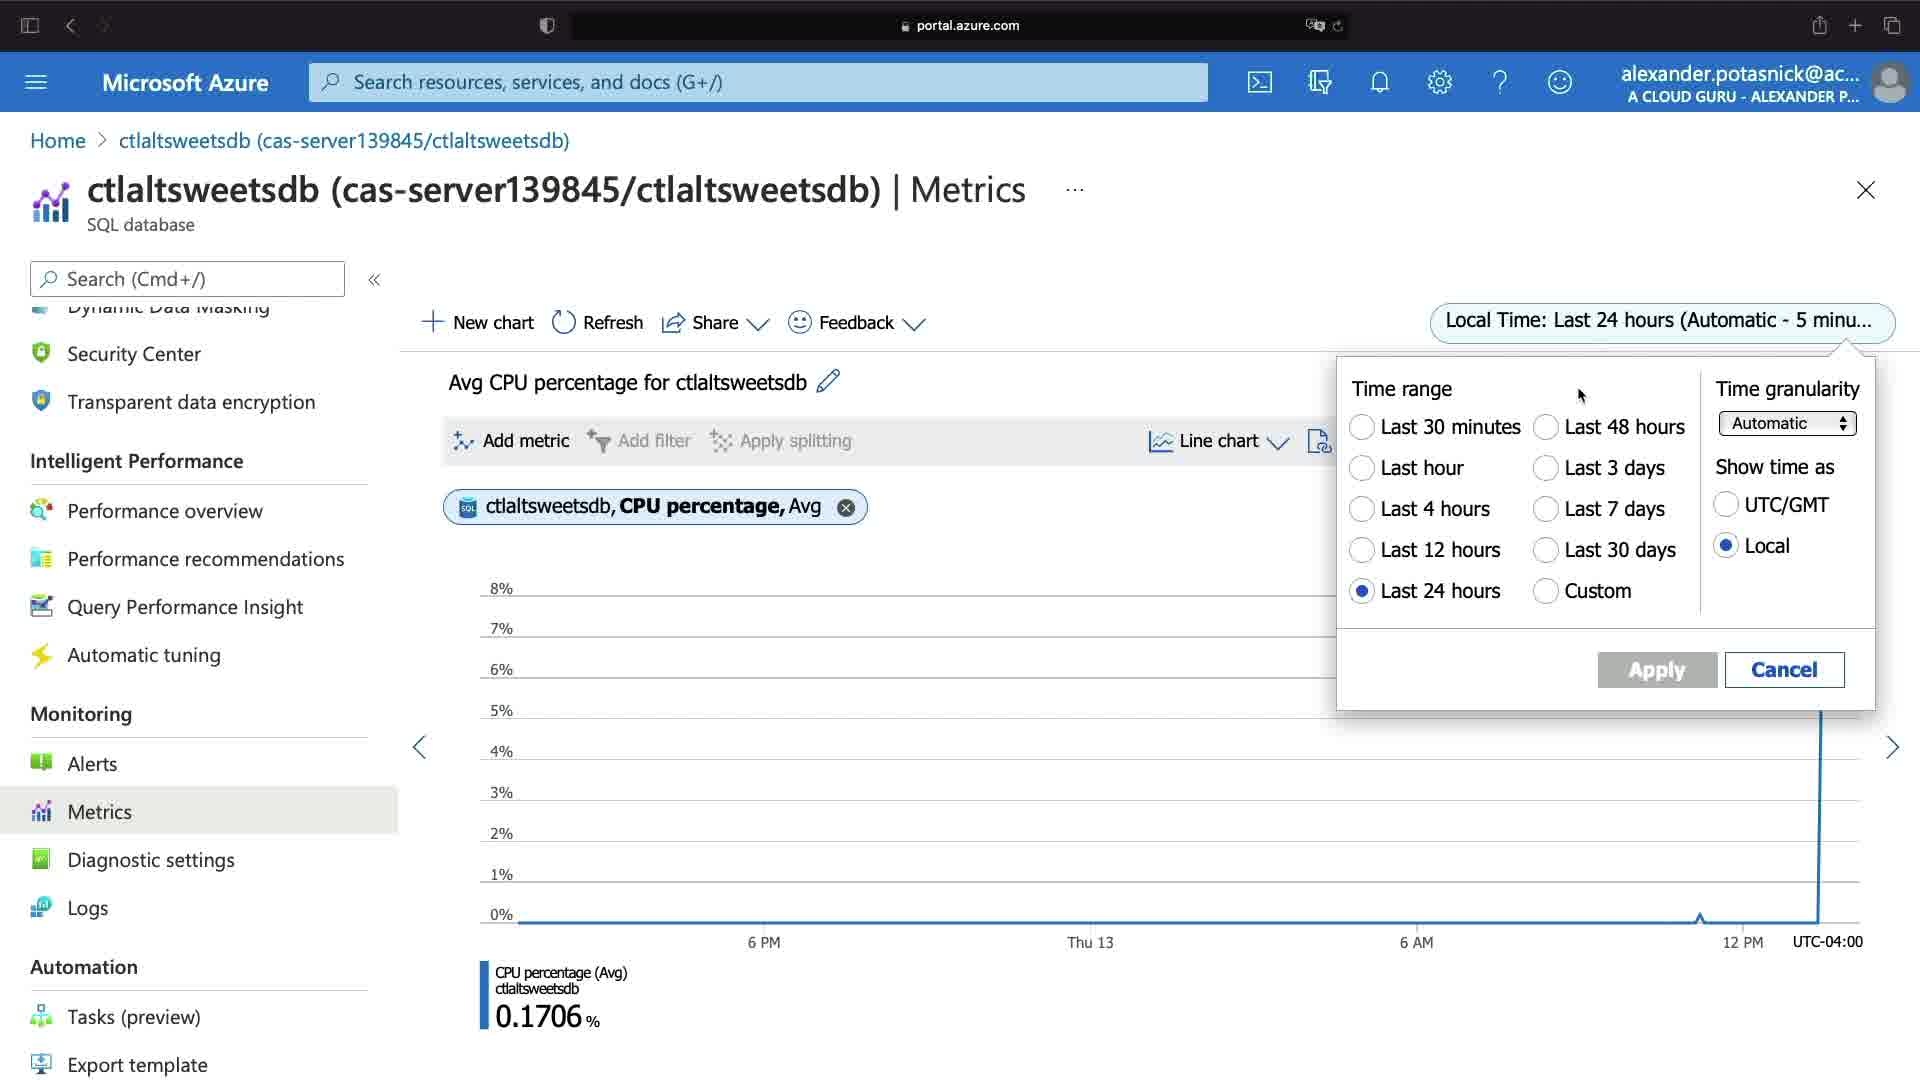 portal.azure.com
Microsoft Azure
Search resources, services, and docs (G+/)
alexander.potasnick@ac...
A CLOUD GURU - ALEXANDER P...
Home > ctlaltsweetsdb (cas-server139845/ctlaltsweetsdb)
ctlaltsweetsdb (cas-server139845/ctlaltsweetsdb) | Metrics ...
SQL database
Search (Cmd+/)
Dynamic Data Masking
Security Center
Transparent data encryption
Intelligent Performance
Performance overview
Performance recommendations
Query Performance Insight
Automatic tuning
Monitoring
Alerts
Metrics
Diagnostic settings
Logs
Automation
Tasks (preview)
Export template
New chart Refresh Share Feedback
Local Time: Last 24 hours (Automatic - 5 minu...
Avg CPU percentage for ctlaltsweetsdb
Add metric Add filter Apply splitting Line chart
SQL ctlaltsweetsdb, CPU percentage, Avg
Time range
Last 30 minutes Last 48 hours
Last hour Last 3 days
Last 4 hours Last 7 days
Last 12 hours Last 30 days
Last 24 hours Custom
Time granularity
Automatic
Show time as
UTC/GMT
Local
Apply Cancel
8%
7%
6%
5%
4%
3%
2%
1%
0%
6 PM Thu 13 6 AM 12 PM UTC-04:00
CPU percentage (Avg)
ctlaltsweetsdb
0.1706 %